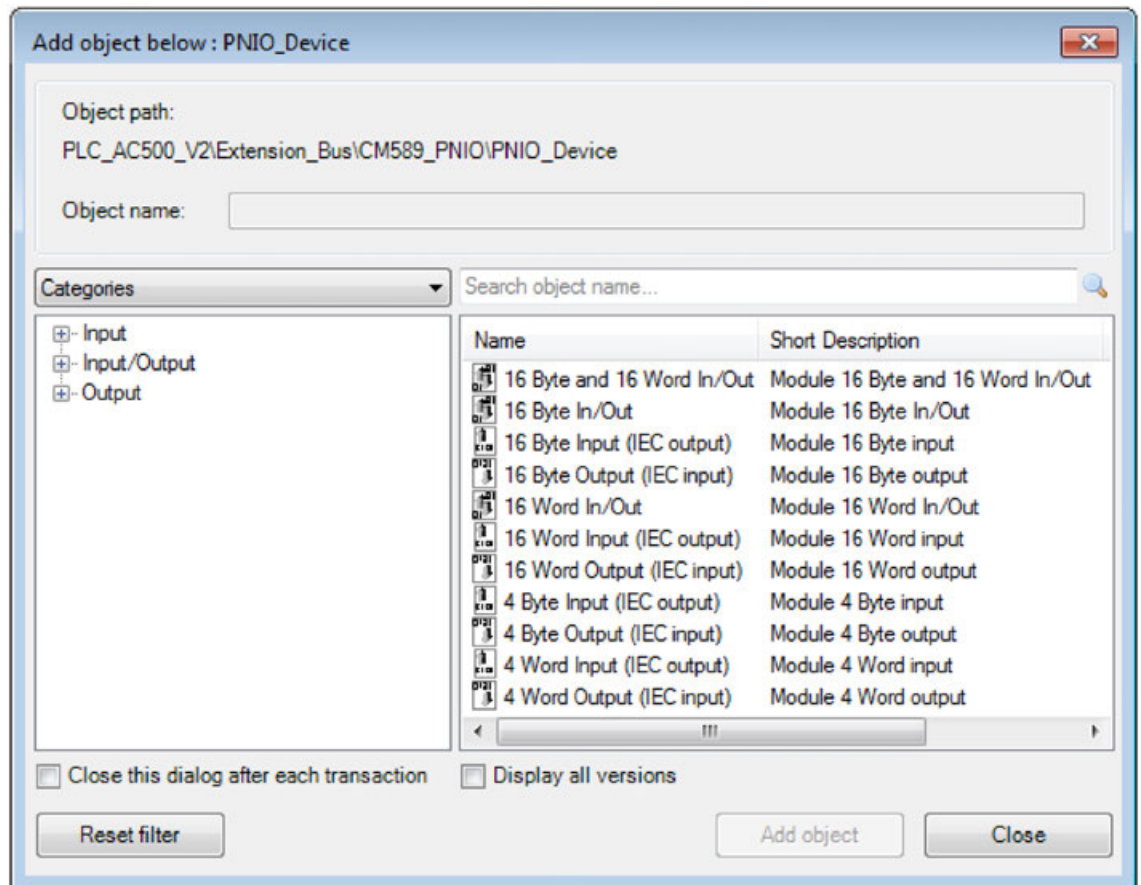 Add object below : PNIO_Device
Object path:
PLC_AC500_V2\Extension_Bus\CM589_PNIO\PNIO_Device
Object name:
Categories
Search object name...
Input
Input/Output
Output
Name Short Description
16 Byte and 16 Word In/Out Module 16 Byte and 16 Word In/Out
16 Byte In/Out Module 16 Byte In/Out
16 Byte Input (IEC output) Module 16 Byte input
16 Byte Output (IEC input) Module 16 Byte output
16 Word In/Out Module 16 Word In/Out
16 Word Input (IEC output) Module 16 Word input
16 Word Output (IEC input) Module 16 Word output
4 Byte Input (IEC output) Module 4 Byte input
4 Byte Output (IEC input) Module 4 Byte output
4 Word Input (IEC output) Module 4 Word input
4 Word Output (IEC input) Module 4 Word output
Close this dialog after each transaction Display all versions
Reset filter Add object Close